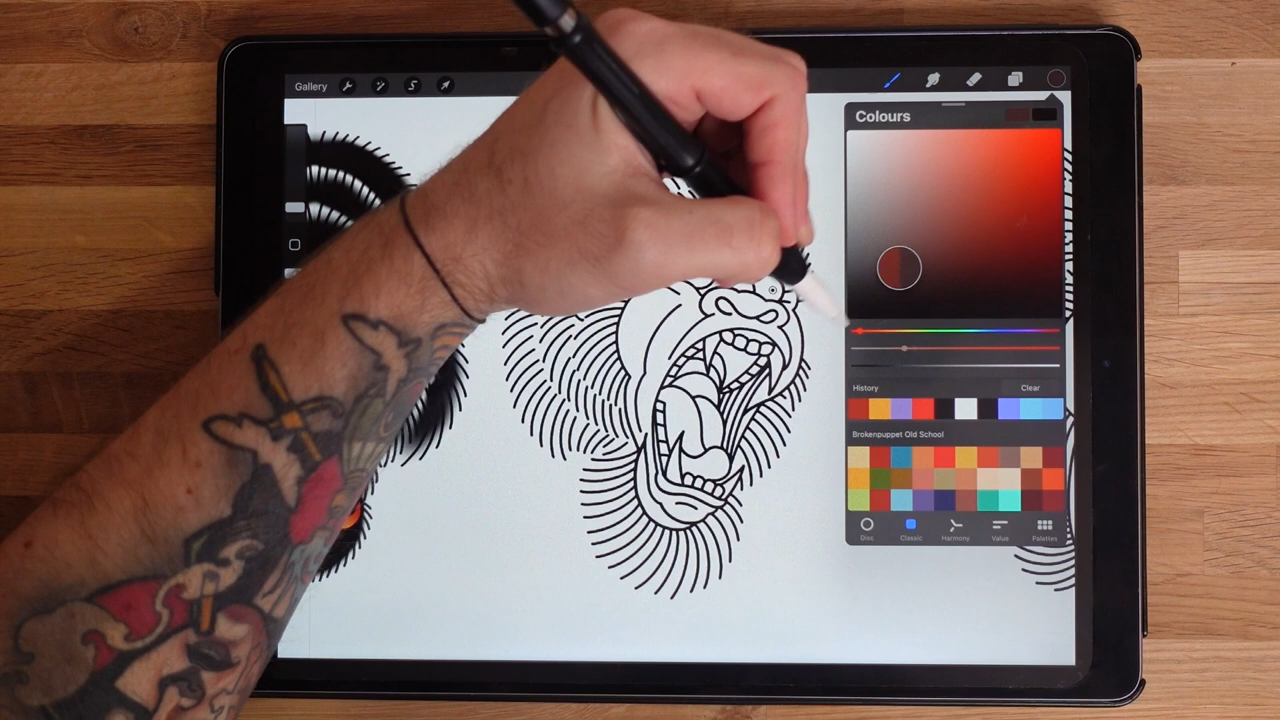 Gallery
Colours
History Clear
Brokenpuppet Old School
Disc Classic Harmony Value Palettes